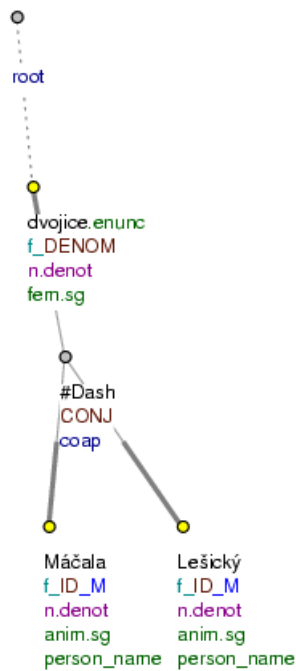 root
dvojice.enunc
f_DENOM
n.denot
fem.sg
#Dash
CONJ
coap
Máčala
f_ID_M
n.denot
anim.sg
person_name
Lešický
f_ID_M
n.denot
anim.sg
person_name